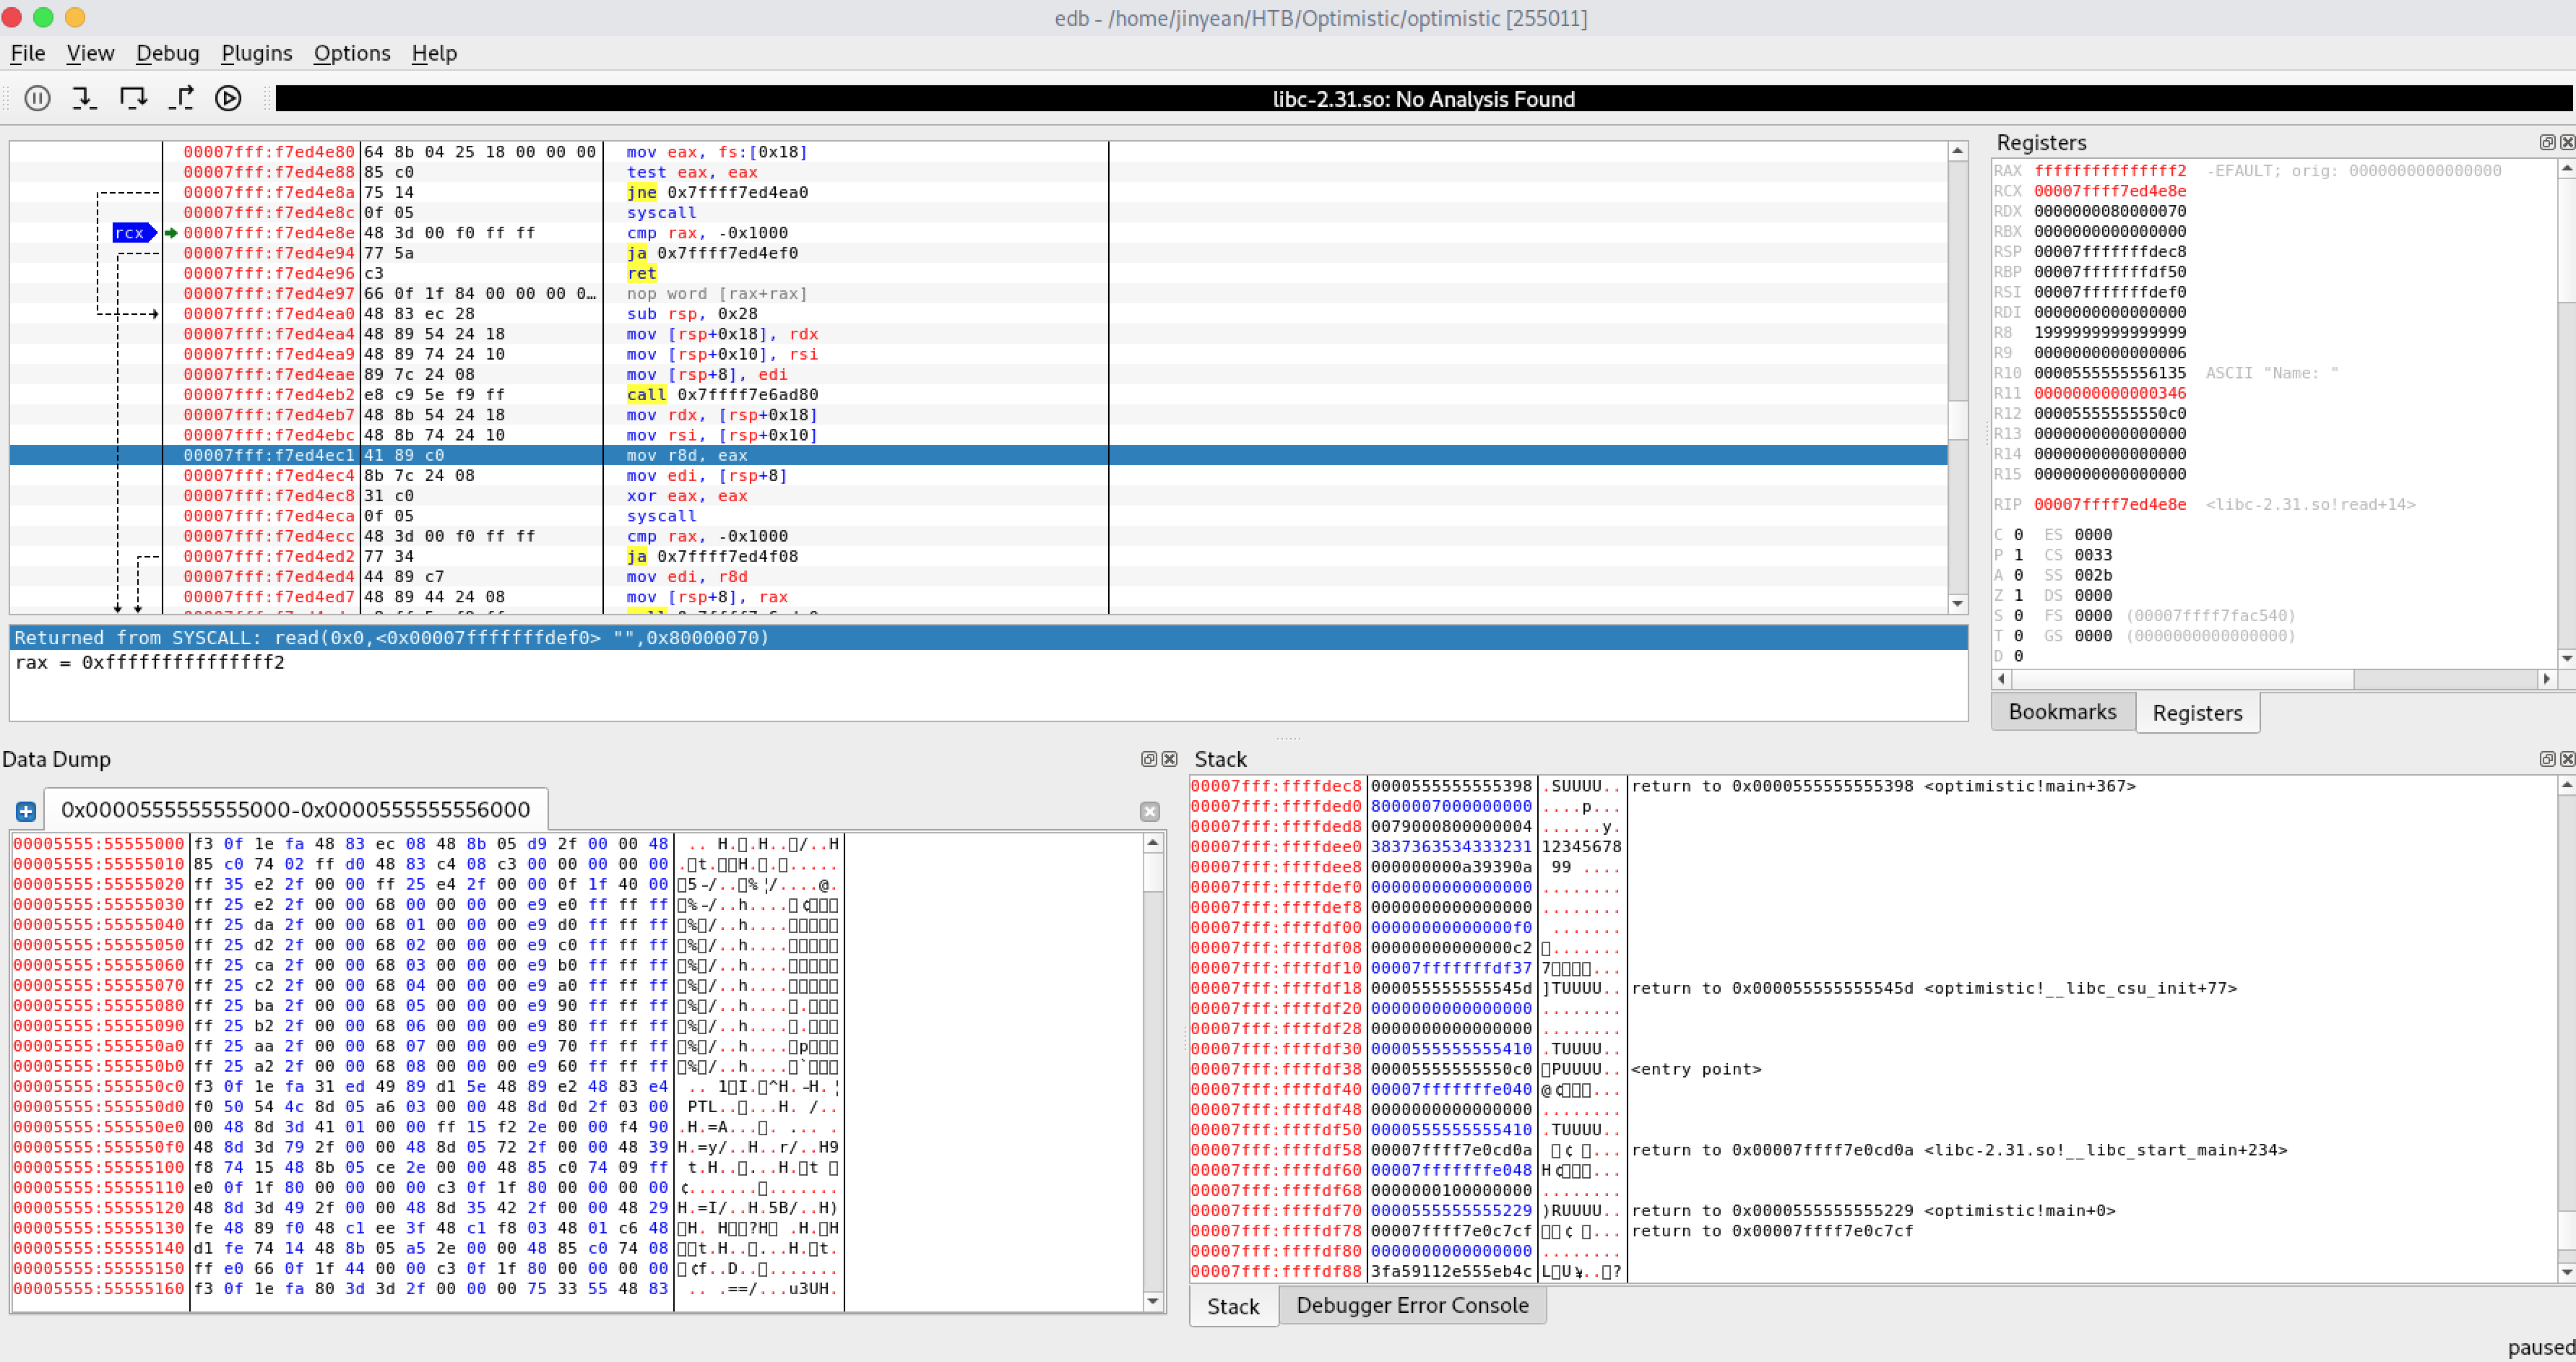 edb - /home/jinyean/HTB/Optimistic/optimistic [255011]
File View Debug Plugins Options Help
libc-2.31.so: No Analysis Found
00007fff:f7ed4e80 64 8b 04 25 18 00 00 00 mov eax, fs:[0x18]
00007fff:f7ed4e88 85 c0 test eax, eax
00007fff:f7ed4e8a 75 14 jne 0x7ffff7ed4ea0
00007fff:f7ed4e8c 0f 05 syscall
rcx 00007fff:f7ed4e8e 48 3d 00 f0 ff ff cmp rax, -0x1000
00007fff:f7ed4e94 77 5a ja 0x7ffff7ed4ef0
00007fff:f7ed4e96 c3 ret
00007fff:f7ed4e97 66 0f 1f 84 00 00 00 0… nop word [rax+rax]
00007fff:f7ed4ea0 48 83 ec 28 sub rsp, 0x28
00007fff:f7ed4ea4 48 89 54 24 18 mov [rsp+0x18], rdx
00007fff:f7ed4ea9 48 89 74 24 10 mov [rsp+0x10], rsi
00007fff:f7ed4eae 89 7c 24 08 mov [rsp+8], edi
00007fff:f7ed4eb2 e8 c9 5e f9 ff call 0x7ffff7e6ad80
00007fff:f7ed4eb7 48 8b 54 24 18 mov rdx, [rsp+0x18]
00007fff:f7ed4ebc 48 8b 74 24 10 mov rsi, [rsp+0x10]
00007fff:f7ed4ec1 41 89 c0 mov r8d, eax
00007fff:f7ed4ec4 8b 7c 24 08 mov edi, [rsp+8]
00007fff:f7ed4ec8 31 c0 xor eax, eax
00007fff:f7ed4eca 0f 05 syscall
00007fff:f7ed4ecc 48 3d 00 f0 ff ff cmp rax, -0x1000
00007fff:f7ed4ed2 77 34 ja 0x7ffff7ed4f08
00007fff:f7ed4ed4 44 89 c7 mov edi, r8d
00007fff:f7ed4ed7 48 89 44 24 08 mov [rsp+8], rax
Returned from SYSCALL: read(0x0,<0x00007fffffffdef0> "",0x80000070)
rax = 0xfffffffffffffff2
Registers
RAX fffffffffffffff2 -EFAULT; orig: 0000000000000000
RCX 00007ffff7ed4e8e
RDX 0000000080000070
RBX 0000000000000000
RSP 00007fffffffdec8
RBP 00007fffffffdf50
RSI 00007fffffffdef0
RDI 0000000000000000
R8 1999999999999999
R9 0000000000000006
R10 0000555555556135 ASCII "Name: "
R11 0000000000000346
R12 00005555555550c0
R13 0000000000000000
R14 0000000000000000
R15 0000000000000000
RIP 00007ffff7ed4e8e <libc-2.31.so!read+14>
C 0 ES 0000
P 1 CS 0033
A 0 SS 002b
Z 1 DS 0000
S 0 FS 0000 (00007ffff7fac540)
T 0 GS 0000 (0000000000000000)
D 0
Bookmarks Registers
Data Dump
0x0000555555555000-0x0000555555556000
00005555:55555000 f3 0f 1e fa 48 83 ec 08 48 8b 05 d9 2f 00 00 48
00005555:55555010 85 c0 74 02 ff d0 48 83 c4 08 c3 00 00 00 00 00
00005555:55555020 ff 35 e2 2f 00 00 ff 25 e4 2f 00 00 0f 1f 40 00
00005555:55555030 ff 25 e2 2f 00 00 68 00 00 00 00 e9 e0 ff ff ff
00005555:55555040 ff 25 da 2f 00 00 68 01 00 00 00 e9 d0 ff ff ff
00005555:55555050 ff 25 d2 2f 00 00 68 02 00 00 00 e9 c0 ff ff ff
00005555:55555060 ff 25 ca 2f 00 00 68 03 00 00 00 e9 b0 ff ff ff
00005555:55555070 ff 25 c2 2f 00 00 68 04 00 00 00 e9 a0 ff ff ff
00005555:55555080 ff 25 ba 2f 00 00 68 05 00 00 00 e9 90 ff ff ff
00005555:55555090 ff 25 b2 2f 00 00 68 06 00 00 00 e9 80 ff ff ff
00005555:555550a0 ff 25 aa 2f 00 00 68 07 00 00 00 e9 70 ff ff ff
00005555:555550b0 ff 25 a2 2f 00 00 68 08 00 00 00 e9 60 ff ff ff
00005555:555550c0 f3 0f 1e fa 31 ed 49 89 d1 5e 48 89 e2 48 83 e4
00005555:555550d0 f0 50 54 4c 8d 05 a6 03 00 00 48 8d 0d 2f 03 00
00005555:555550e0 00 48 8d 3d 41 01 00 00 ff 15 f2 2e 00 00 f4 90
00005555:555550f0 48 8d 3d 79 2f 00 00 48 8d 05 72 2f 00 00 48 39
00005555:55555100 f8 74 15 48 8b 05 ce 2e 00 00 48 85 c0 74 09 ff
00005555:55555110 e0 0f 1f 80 00 00 00 00 c3 0f 1f 80 00 00 00 00
00005555:55555120 48 8d 3d 49 2f 00 00 48 8d 35 42 2f 00 00 48 29
00005555:55555130 fe 48 89 f0 48 c1 ee 3f 48 c1 f8 03 48 01 c6 48
00005555:55555140 d1 fe 74 14 48 8b 05 a5 2e 00 00 48 85 c0 74 08
00005555:55555150 ff e0 66 0f 1f 44 00 00 c3 0f 1f 80 00 00 00 00
00005555:55555160 f3 0f 1e fa 80 3d 3d 2f 00 00 00 75 33 55 48 83
Stack
00007fff:ffffdec8 0000555555555398 .SUUUU.. return to 0x0000555555555398 <optimistic!main+367>
00007fff:ffffded0 8000007000000000 ....p...
00007fff:ffffded8 0079000800000004 ......y.
00007fff:ffffdee0 3837363534333231 12345678
00007fff:ffffdee8 000000000a39390a 99 ....
00007fff:ffffdef0 0000000000000000 ........
00007fff:ffffdef8 0000000000000000 ........
00007fff:ffffdf00 00000000000000f0 .......
00007fff:ffffdf08 00000000000000c2 .......
00007fff:ffffdf10 00007fffffffdf37 7 ...
00007fff:ffffdf18 000055555555545d ]TUUUU.. return to 0x000055555555545d <optimistic!__libc_csu_init+77>
00007fff:ffffdf20 0000000000000000 ........
00007fff:ffffdf28 0000000000000000 ........
00007fff:ffffdf30 0000555555555410 .TUUUU..
00007fff:ffffdf38 00005555555550c0 PUUUU.. <entry point>
00007fff:ffffdf40 00007fffffffe040 @ ...
00007fff:ffffdf48 0000000000000000 ........
00007fff:ffffdf50 0000555555555410 .TUUUU..
00007fff:ffffdf58 00007ffff7e0cd0a return to 0x00007ffff7e0cd0a <libc-2.31.so!__libc_start_main+234>
00007fff:ffffdf60 00007fffffffe048 H ...
00007fff:ffffdf68 0000000100000000 ........
00007fff:ffffdf70 0000555555555229 )RUUUU.. return to 0x0000555555555229 <optimistic!main+0>
00007fff:ffffdf78 00007ffff7e0c7cf return to 0x00007ffff7e0c7cf
00007fff:ffffdf80 0000000000000000 ........
00007fff:ffffdf88 3fa59112e555eb4c
Stack Debugger Error Console
paused